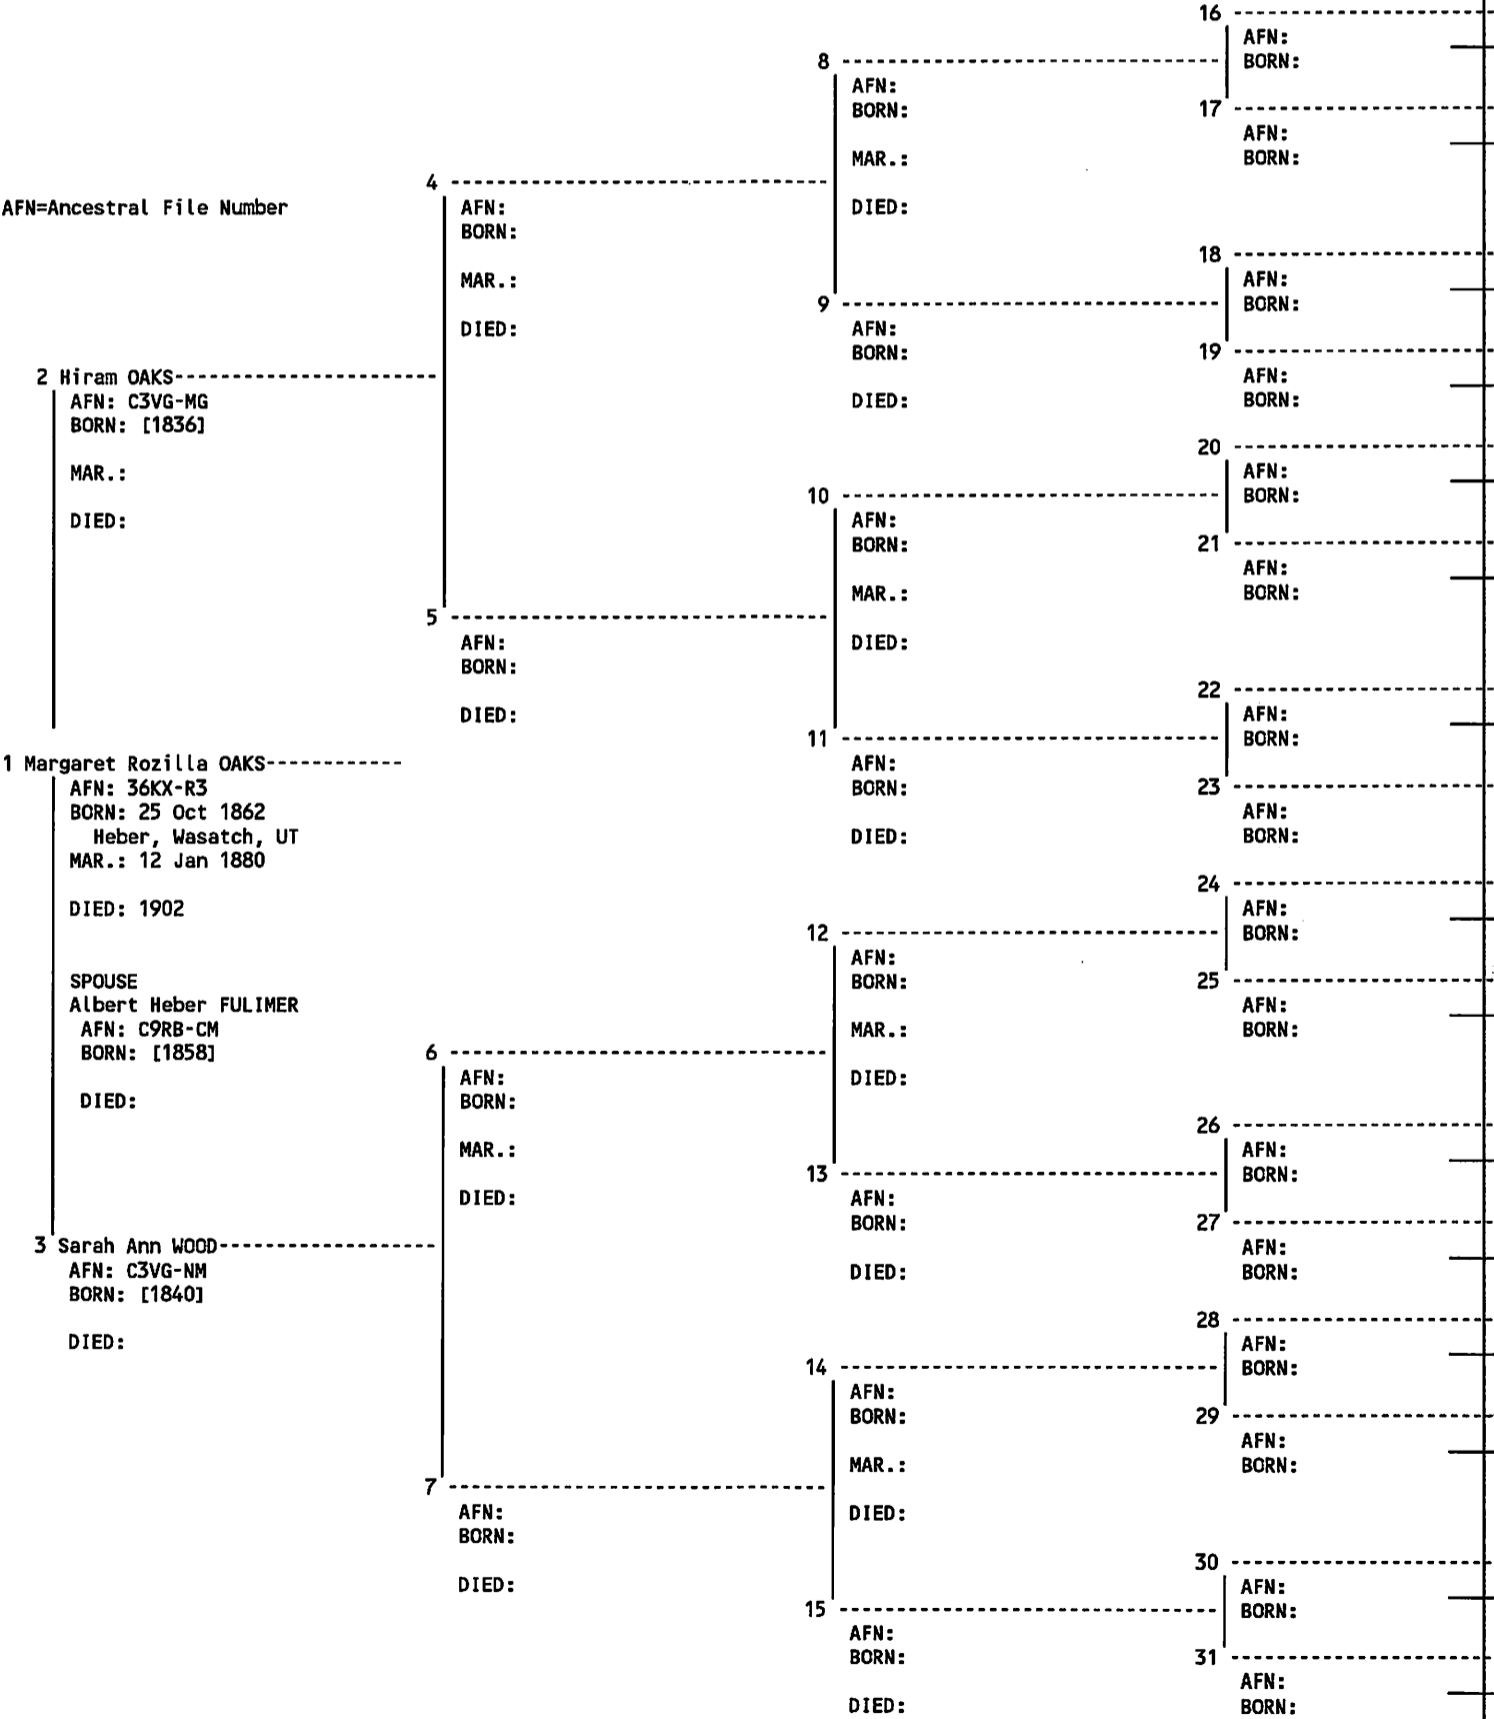 AFN=Ancestral File Number
2 Hiram OAKS------------------------
AFN: C3VG-MG
BORN: [1836]
MAR.:
DIED:
1 Margaret Rozilla OAKS------------
AFN: 36KX-R3
BORN: 25 Oct 1862
Heber, Wasatch, UT
MAR.: 12 Jan 1880
DIED: 1902
SPOUSE
Albert Heber FULIMER
AFN: C9RB-CM
BORN: [1858]
DIED:
3 Sarah Ann WOOD--------------------
AFN: C3VG-NM
BORN: [1840]
DIED:
4
AFN:
BORN:
MAR.:
DIED:
5
AFN:
BORN:
DIED:
6
AFN:
BORN:
MAR.:
DIED:
7
AFN:
BORN:
DIED:
8
AFN:
BORN:
MAR.:
DIED:
9
AFN:
BORN:
DIED:
10
AFN:
BORN:
MAR.:
DIED:
11
AFN:
BORN:
DIED:
12
AFN:
BORN:
MAR.:
DIED:
13
AFN:
BORN:
DIED:
14
AFN:
BORN:
MAR.:
DIED:
15
AFN:
BORN:
DIED:
16
AFN:
BORN:
17
AFN:
BORN:
18
AFN:
BORN:
19
AFN:
BORN:
20
AFN:
BORN:
21
AFN:
BORN:
22
AFN:
BORN:
23
AFN:
BORN:
24
AFN:
BORN:
25
AFN:
BORN:
26
AFN:
BORN:
27
AFN:
BORN:
28
AFN:
BORN:
29
AFN:
BORN:
30
AFN:
BORN:
31
AFN:
BORN: